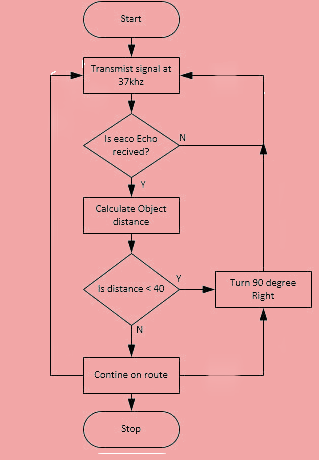 Start
Transmist signal at
37khz
Is eaco Echo
recived?
N
Y
Calculate Object
distance
Is distance < 40
Y
Turn 90 degree
Right
N
Contine on route
Stop